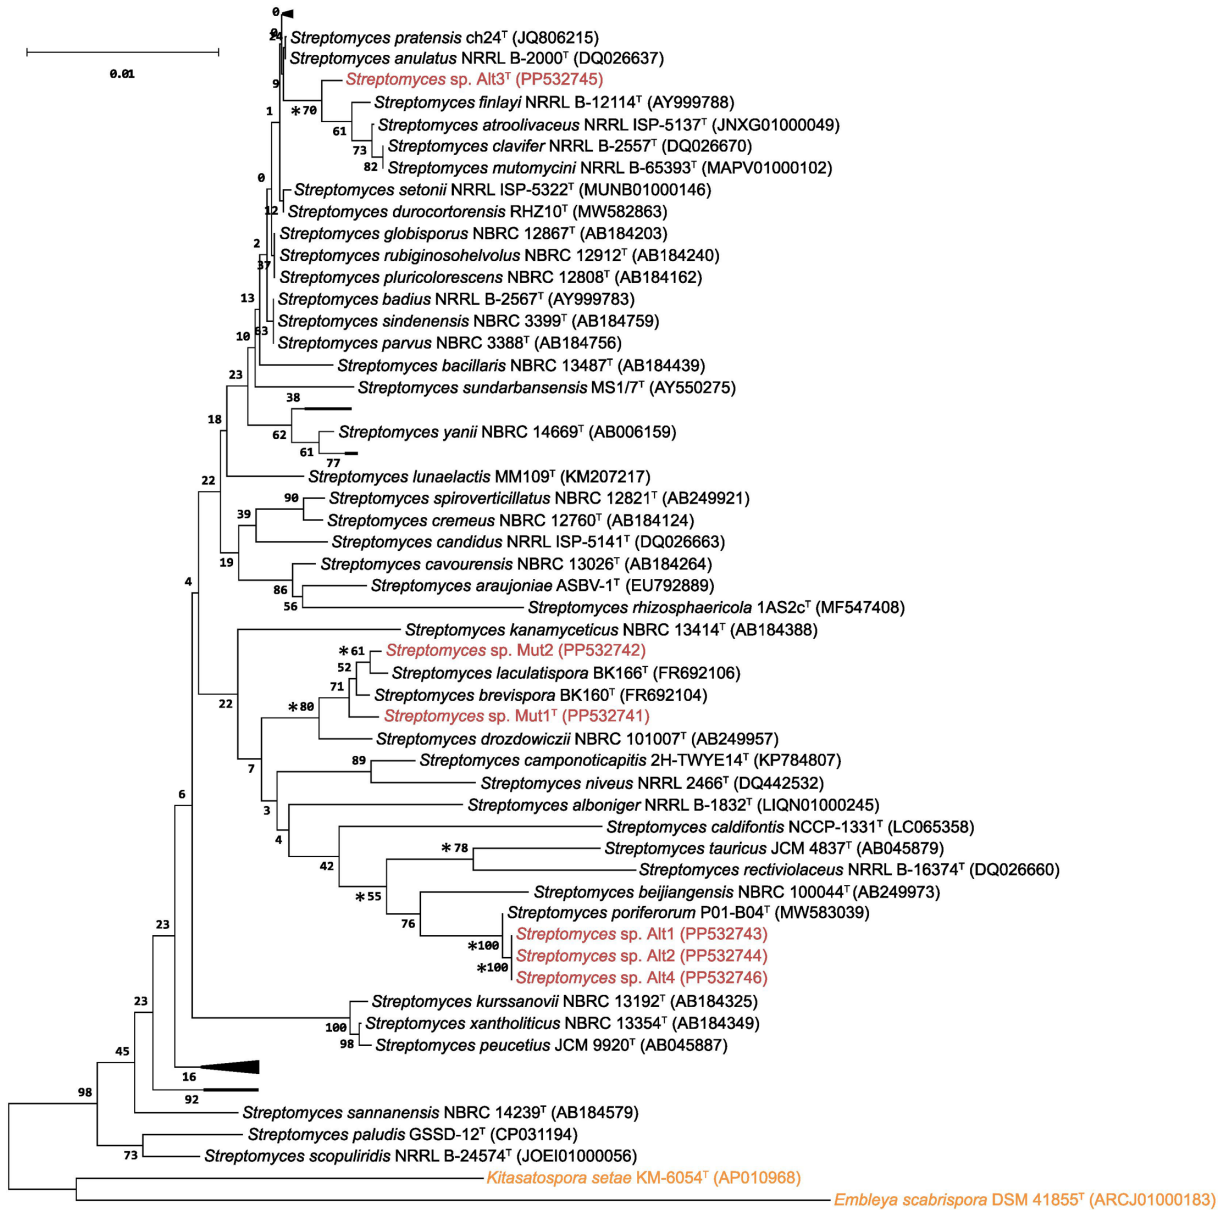 0
24
Streptomyces pratensis ch24ᵀ (JQ806215)
Streptomyces anulatus NRRL B-2000ᵀ (DQ026637)
0.01
9
Streptomyces sp. Alt3ᵀ (PP532745)
*70
Streptomyces finlayi NRRL B-12114ᵀ (AY999788)
1
61
Streptomyces atroolivaceus NRRL ISP-5137ᵀ (JNXG01000049)
73
Streptomyces clavifer NRRL B-2557ᵀ (DQ026670)
82
Streptomyces mutomycini NRRL B-65393ᵀ (MAPV01000102)
0
Streptomyces setonii NRRL ISP-5322ᵀ (MUNB01000146)
12
Streptomyces durocortorensis RHZ10ᵀ (MW582863)
Streptomyces globisporus NBRC 12867ᵀ (AB184203)
2
Streptomyces rubiginosohelvolus NBRC 12912ᵀ (AB184240)
37
Streptomyces pluricolorescens NBRC 12808ᵀ (AB184162)
13
Streptomyces badius NRRL B-2567ᵀ (AY999783)
Streptomyces sindenensis NBRC 3399ᵀ (AB184759)
63
10
Streptomyces parvus NBRC 3388ᵀ (AB184756)
Streptomyces bacillaris NBRC 13487ᵀ (AB184439)
23
Streptomyces sundarbansensis MS1/7ᵀ (AY550275)
38
18
62
Streptomyces yanii NBRC 14669ᵀ (AB006159)
61
77
Streptomyces lunaelactis MM109ᵀ (KM207217)
22
90
Streptomyces spiroverticillatus NBRC 12821ᵀ (AB249921)
39
Streptomyces cremeus NBRC 12760ᵀ (AB184124)
Streptomyces candidus NRRL ISP-5141ᵀ (DQ026663)
19
Streptomyces cavourensis NBRC 13026ᵀ (AB184264)
4
86
Streptomyces araujoniae ASBV-1ᵀ (EU792889)
56
Streptomyces rhizosphaericola 1AS2cᵀ (MF547408)
Streptomyces kanamyceticus NBRC 13414ᵀ (AB184388)
*61
Streptomyces sp. Mut2 (PP532742)
52
Streptomyces laculatispora BK166ᵀ (FR692106)
71
Streptomyces brevispora BK160ᵀ (FR692104)
22
*80
Streptomyces sp. Mut1ᵀ (PP532741)
Streptomyces drozdowiczii NBRC 101007ᵀ (AB249957)
89
Streptomyces camponoticapitis 2H-TWYE14ᵀ (KP784807)
7
Streptomyces niveus NRRL 2466ᵀ (DQ442532)
6
3
Streptomyces alboniger NRRL B-1832ᵀ (LIQN01000245)
4
Streptomyces caldifontis NCCP-1331ᵀ (LC065358)
*78
Streptomyces tauricus JCM 4837ᵀ (AB045879)
42
Streptomyces rectiviolaceus NRRL B-16374ᵀ (DQ026660)
*55
Streptomyces beijiangensis NBRC 100044ᵀ (AB249973)
76
Streptomyces poriferorum P01-B04ᵀ (MW583039)
23
Streptomyces sp. Alt1 (PP532743)
*100
Streptomyces sp. Alt2 (PP532744)
*100
Streptomyces sp. Alt4 (PP532746)
23
Streptomyces kurssanovii NBRC 13192ᵀ (AB184325)
100
Streptomyces xantholiticus NBRC 13354ᵀ (AB184349)
98
Streptomyces peucetius JCM 9920ᵀ (AB045887)
45
16
98
92
Streptomyces sannanensis NBRC 14239ᵀ (AB184579)
Streptomyces paludis GSSD-12ᵀ (CP031194)
73
Streptomyces scopuliridis NRRL B-24574ᵀ (JOEI01000056)
Kitasatospora setae KM-6054ᵀ (AP010968)
Embleya scabrispora DSM 41855ᵀ (ARCJ01000183)